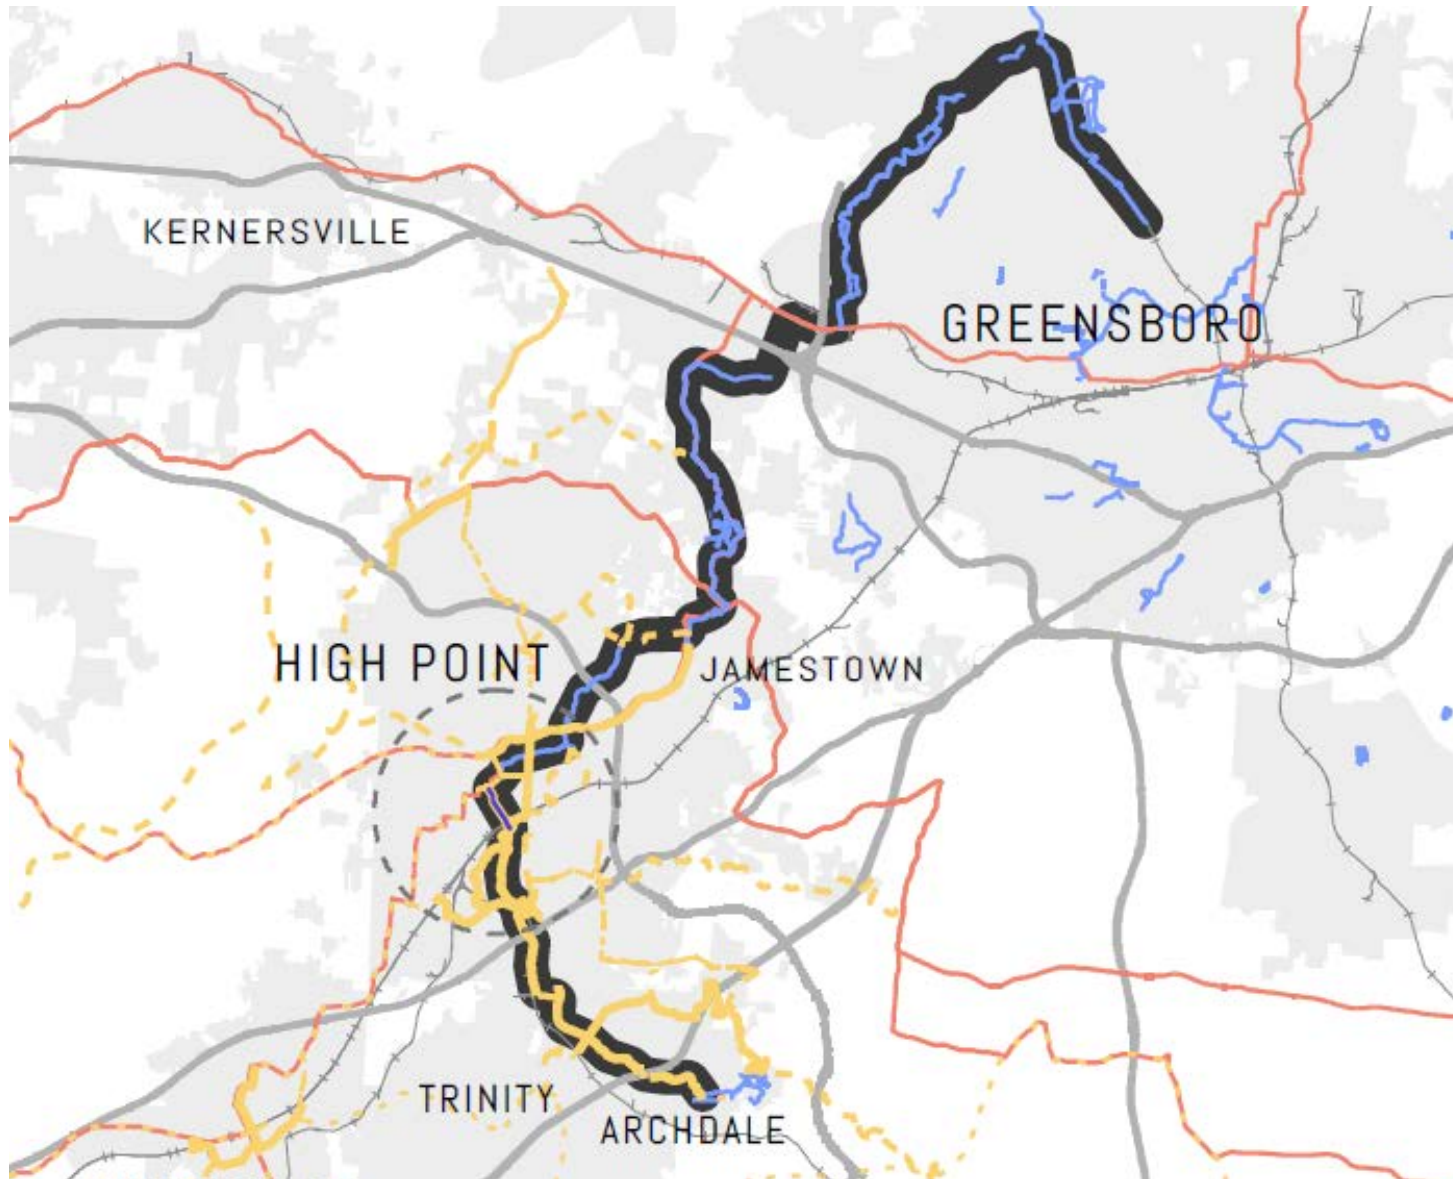 KERNERSVILLE
GREENSBORO
HIGH POINT
JAMESTOWN
TRINITY
ARCHDALE